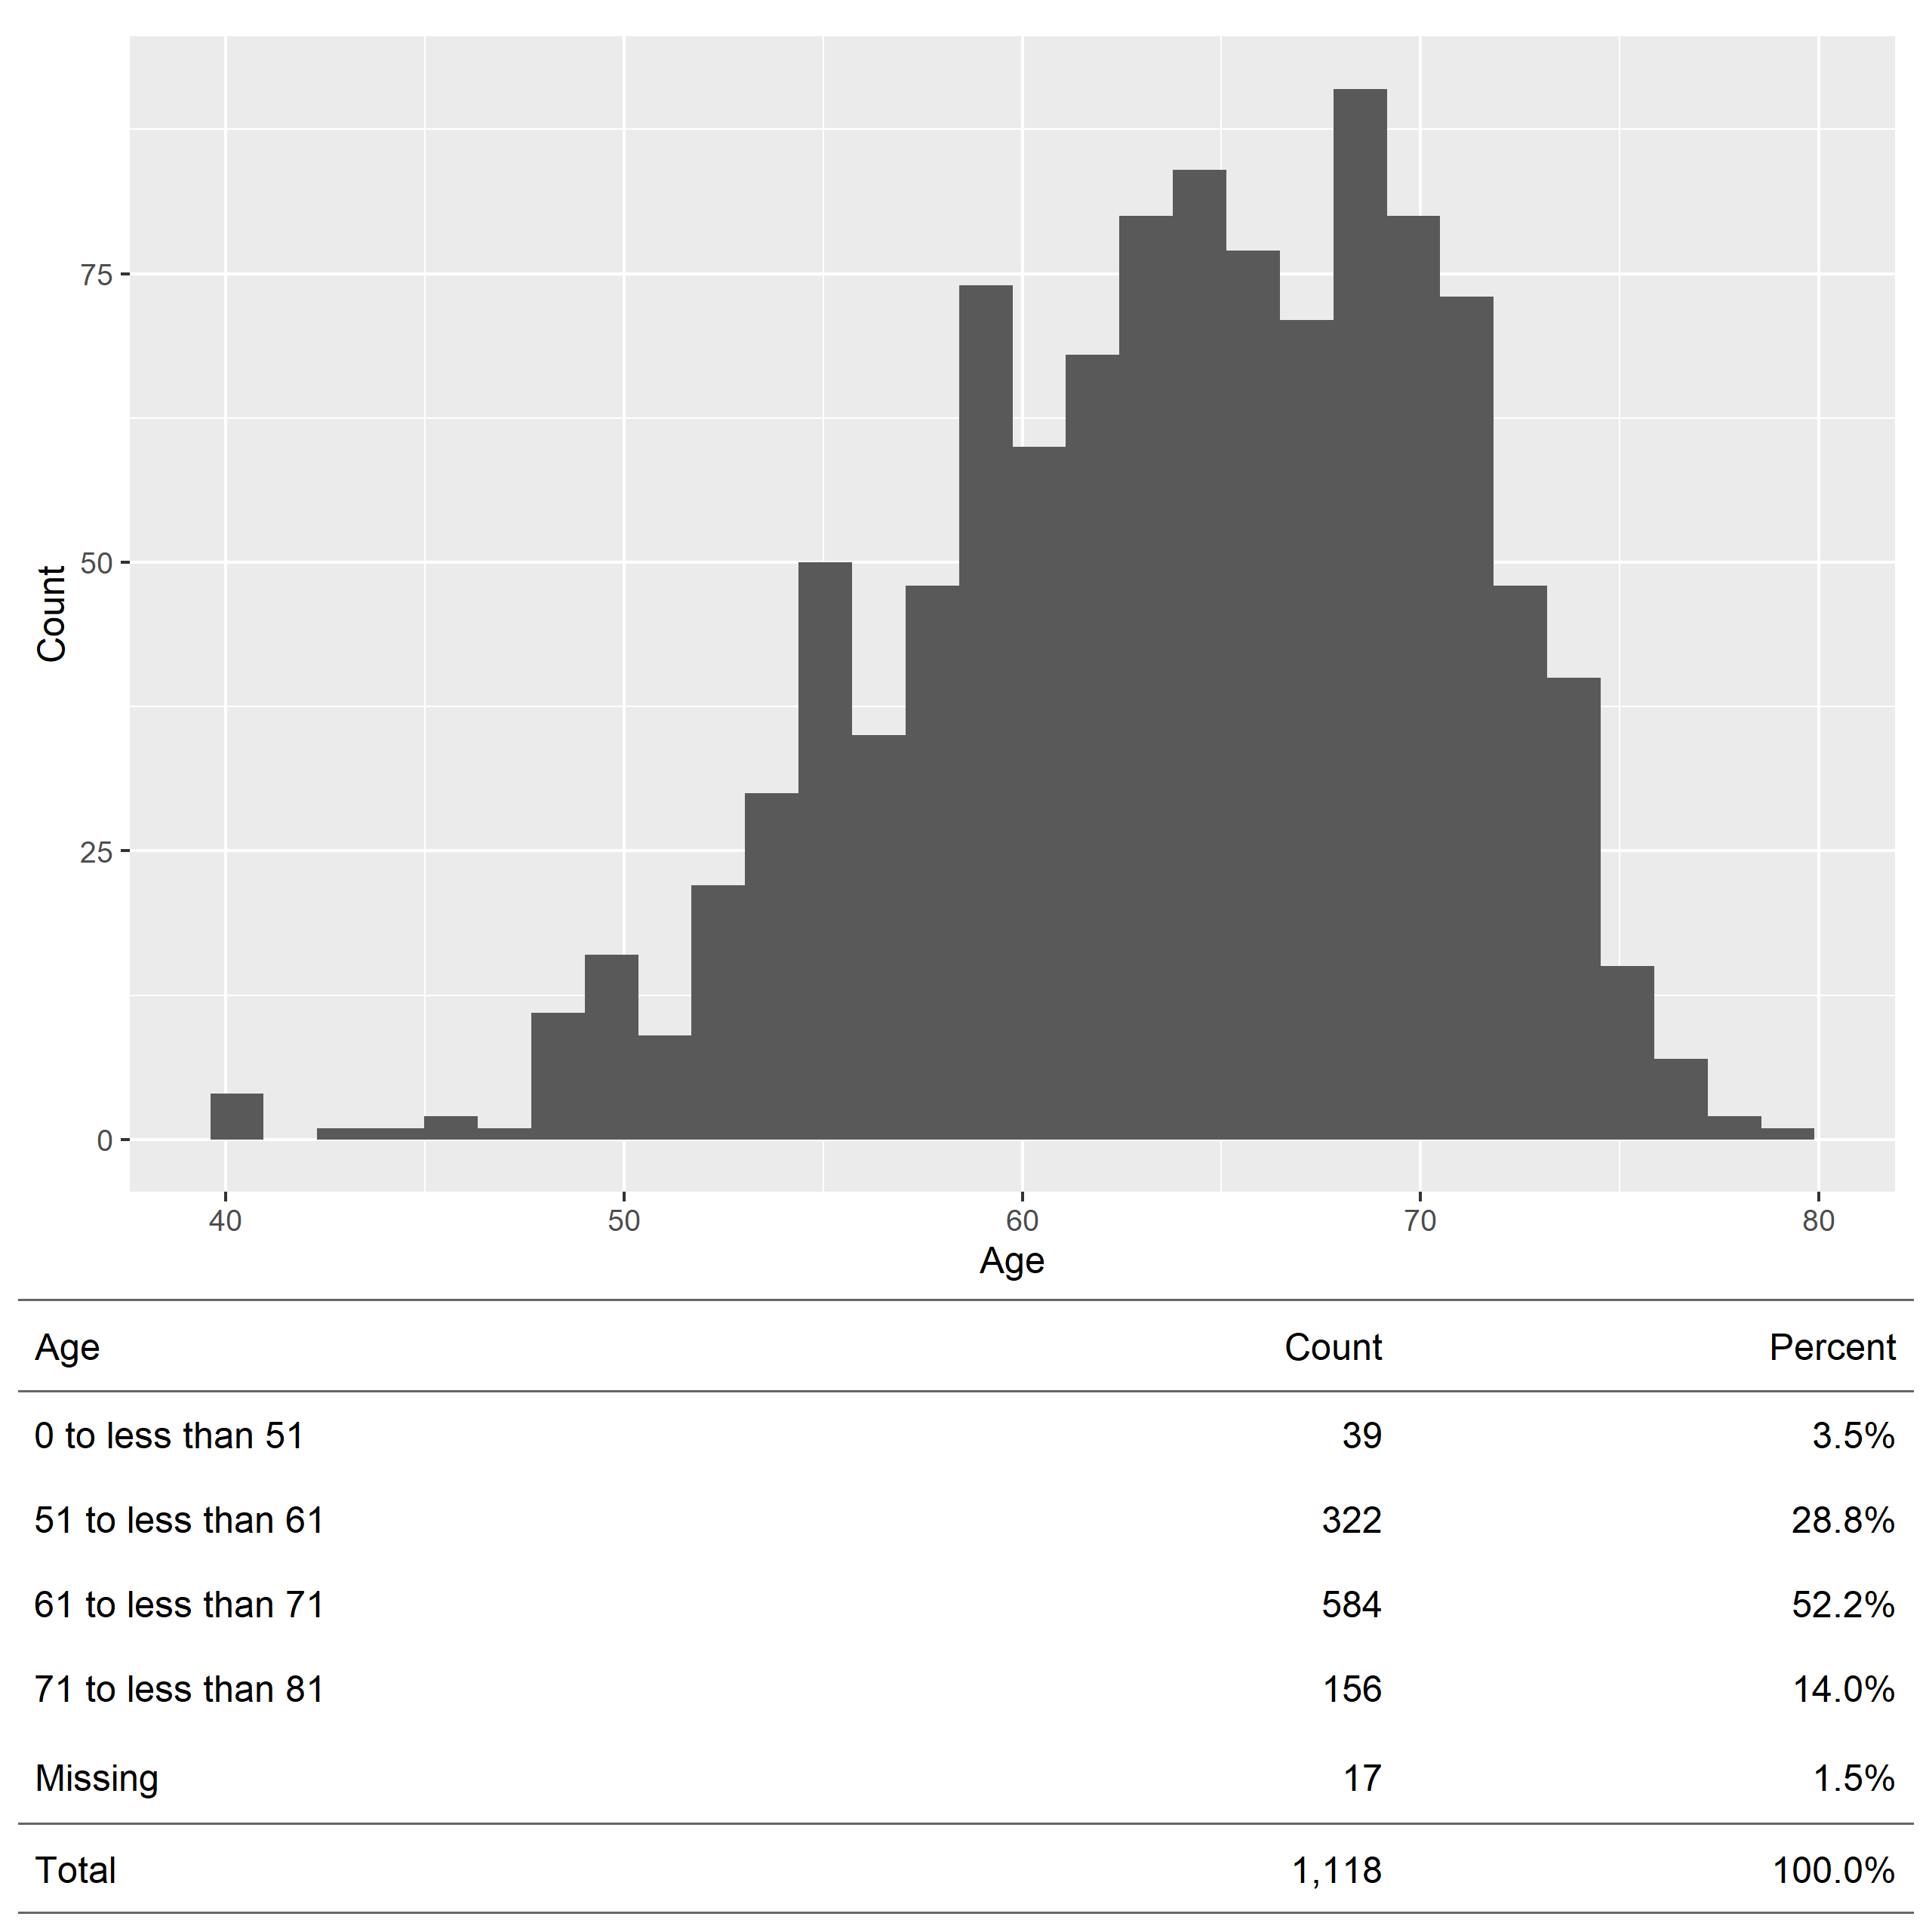 75
50
25
0
Count
40 50 60 70 80
Age
Age Count Percent
0 to less than 51 39 3.5%
51 to less than 61 322 28.8%
61 to less than 71 584 52.2%
71 to less than 81 156 14.0%
Missing 17 1.5%
Total 1,118 100.0%